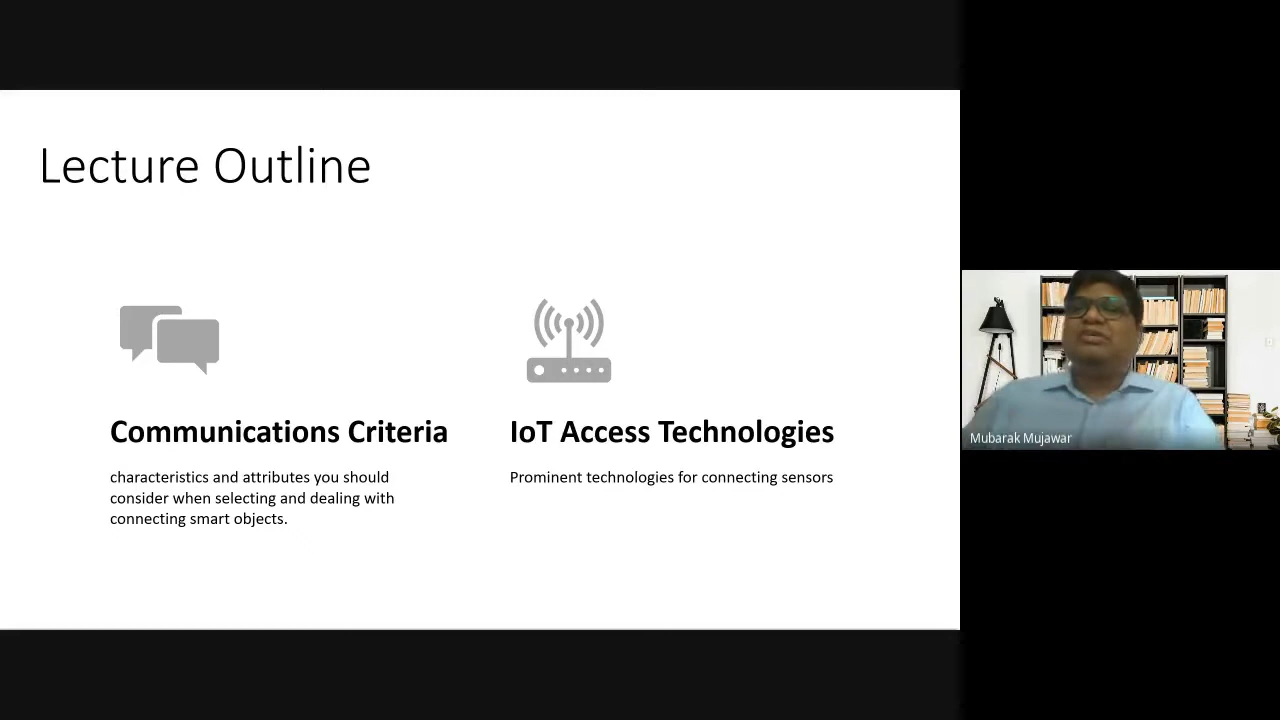 Lecture Outline
Communications Criteria
characteristics and attributes you should
consider when selecting and dealing with
connecting smart objects.
IoT Access Technologies
Prominent technologies for connecting sensors
Mubarak Mujawar